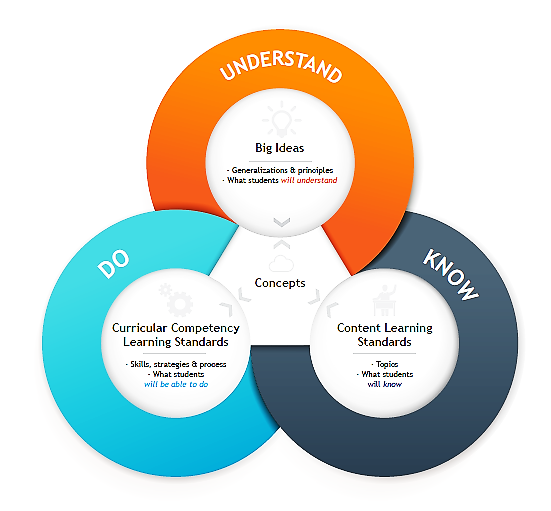 UNDERSTAND
Big Ideas
- Generalizations & principles
- What students will understand
DO
KNOW
Concepts
Curricular Competency
Learning Standards
- Skills, strategies & process
- What students
will be able to do
Content Learning
Standards
- Topics
- What students
will know